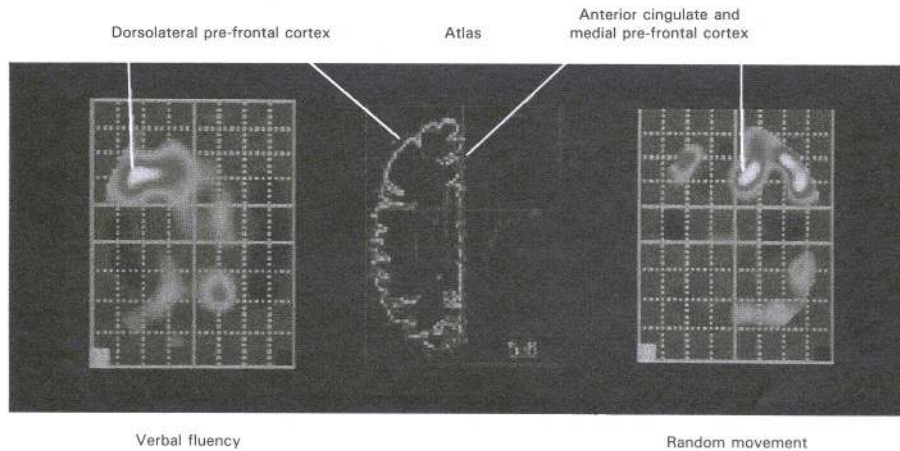 Dorsolateral pre-frontal cortex
Atlas
Anterior cingulate and
medial pre-frontal cortex
Verbal fluency
Random movement